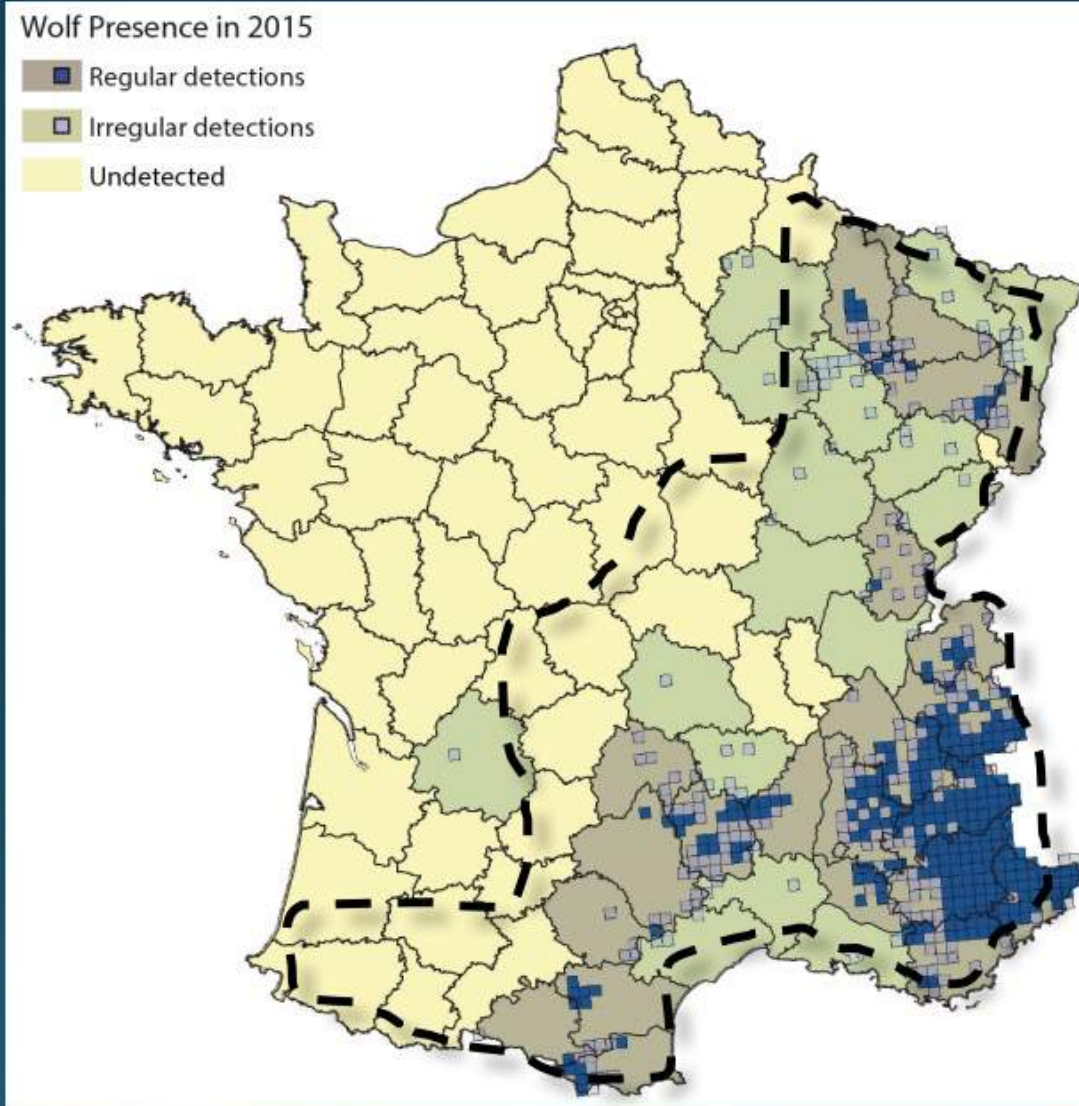 Wolf Presence in 2015
Regular detections
Irregular detections
Undetected